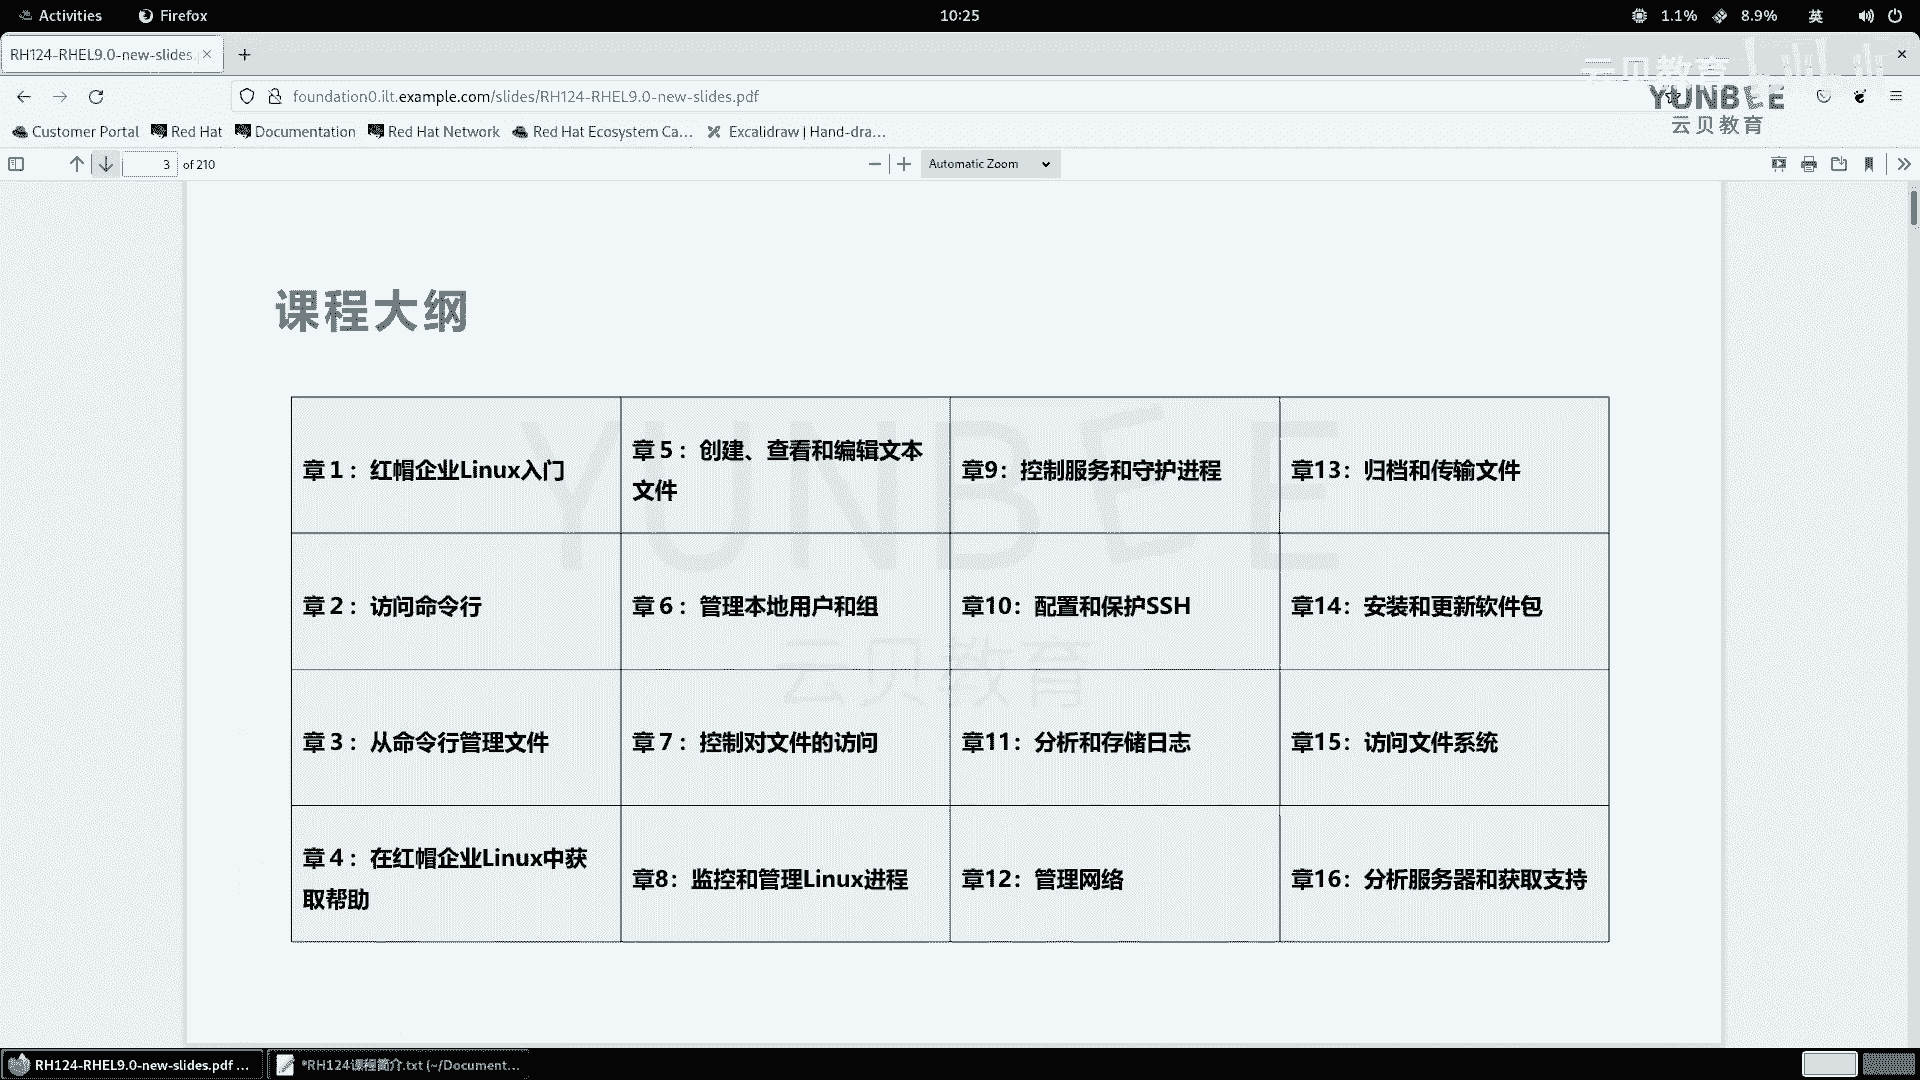 Activities
Firefox
10:25
1.1%
8.9%
英
RH124-RHEL9.0-new-slides.
云贝教育
foundation0.ilt.example.com/slides/RH124-RHEL9.0-new-slides.pdf
YUNBEE
云贝教育
Customer Portal
Red Hat
Documentation
Red Hat Network
Red Hat Ecosystem Ca…
Excalidraw | Hand-dra…
3 of 210
Automatic Zoom
课程大纲
章1：红帽企业Linux入门
章5：创建、查看和编辑文本
文件
章9：控制服务和守护进程
章13：归档和传输文件
章2：访问命令行
章6：管理本地用户和组
章10：配置和保护SSH
章14：安装和更新软件包
章3：从命令行管理文件
章7：控制对文件的访问
章11：分析和存储日志
章15：访问文件系统
章4：在红帽企业Linux中获
取帮助
章8：监控和管理Linux进程
章12：管理网络
章16：分析服务器和获取支持
YUNBEE
云贝教育
RH124-RHEL9.0-new-slides.pdf ...
*RH124课程简介.txt (~/Document...